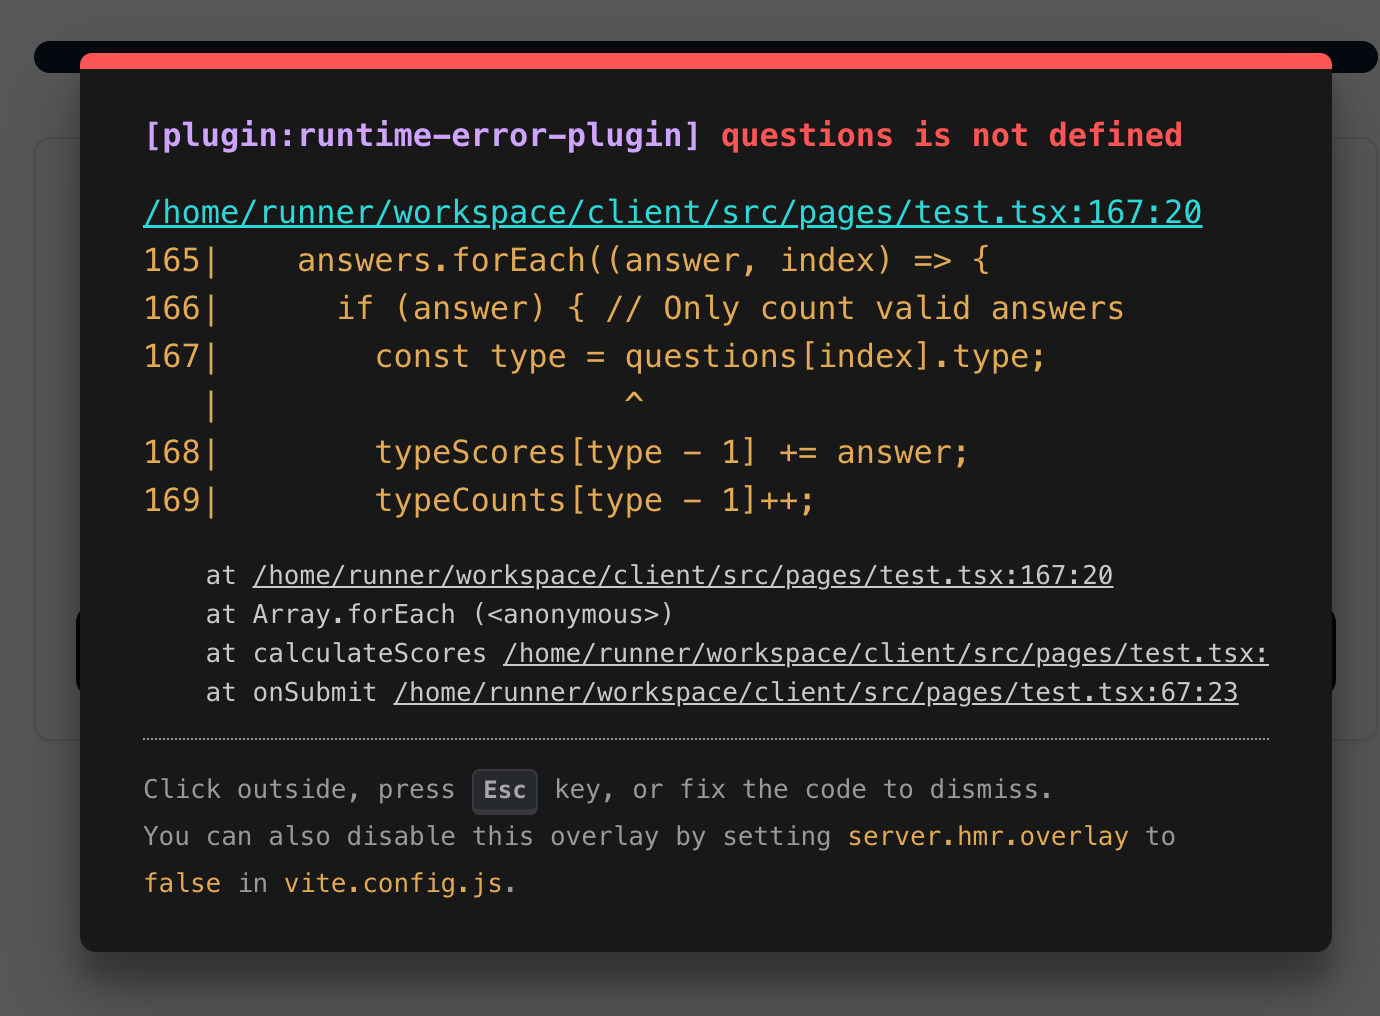 [plugin:runtime-error-plugin] questions is not defined
/home/runner/workspace/client/src/pages/test.tsx:167:20
165|    answers.forEach((answer, index) => {
166|      if (answer) { // Only count valid answers
167|        const type = questions[index].type;
   |                     ^
168|        typeScores[type - 1] += answer;
169|        typeCounts[type - 1]++;
    at /home/runner/workspace/client/src/pages/test.tsx:167:20
    at Array.forEach (<anonymous>)
    at calculateScores /home/runner/workspace/client/src/pages/test.tsx:
    at onSubmit /home/runner/workspace/client/src/pages/test.tsx:67:23
Click outside, press Esc key, or fix the code to dismiss.
You can also disable this overlay by setting server.hmr.overlay to
false in vite.config.js.